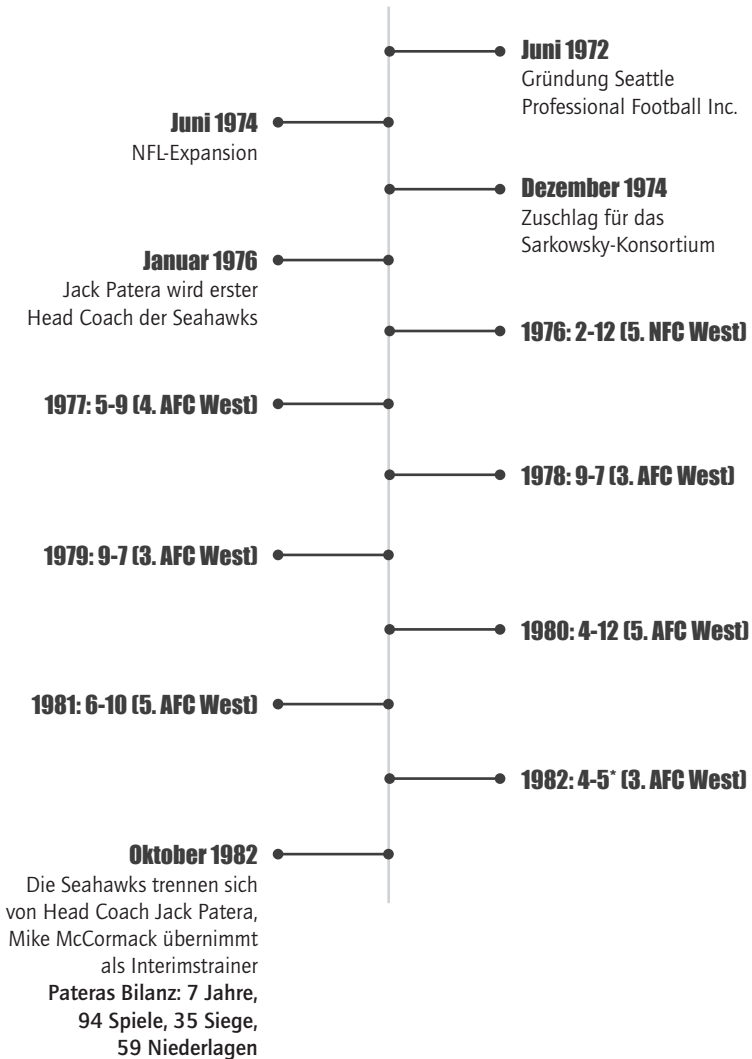 Juni 1972
Gründung Seattle
Professional Football Inc.
Juni 1974
NFL-Expansion
Dezember 1974
Zuschlag für das
Sarkowsky-Konsortium
Januar 1976
Jack Patera wird erster
Head Coach der Seahawks
1976: 2-12 (5. NFC West)
1977: 5-9 (4. AFC West)
1978: 9-7 (3. AFC West)
1979: 9-7 (3. AFC West)
1980: 4-12 (5. AFC West)
1981: 6-10 (5. AFC West)
1982: 4-5* (3. AFC West)
Oktober 1982
Die Seahawks trennen sich
von Head Coach Jack Patera,
Mike McCormack übernimmt
als Interimstrainer
Pateras Bilanz: 7 Jahre,
94 Spiele, 35 Siege,
59 Niederlagen